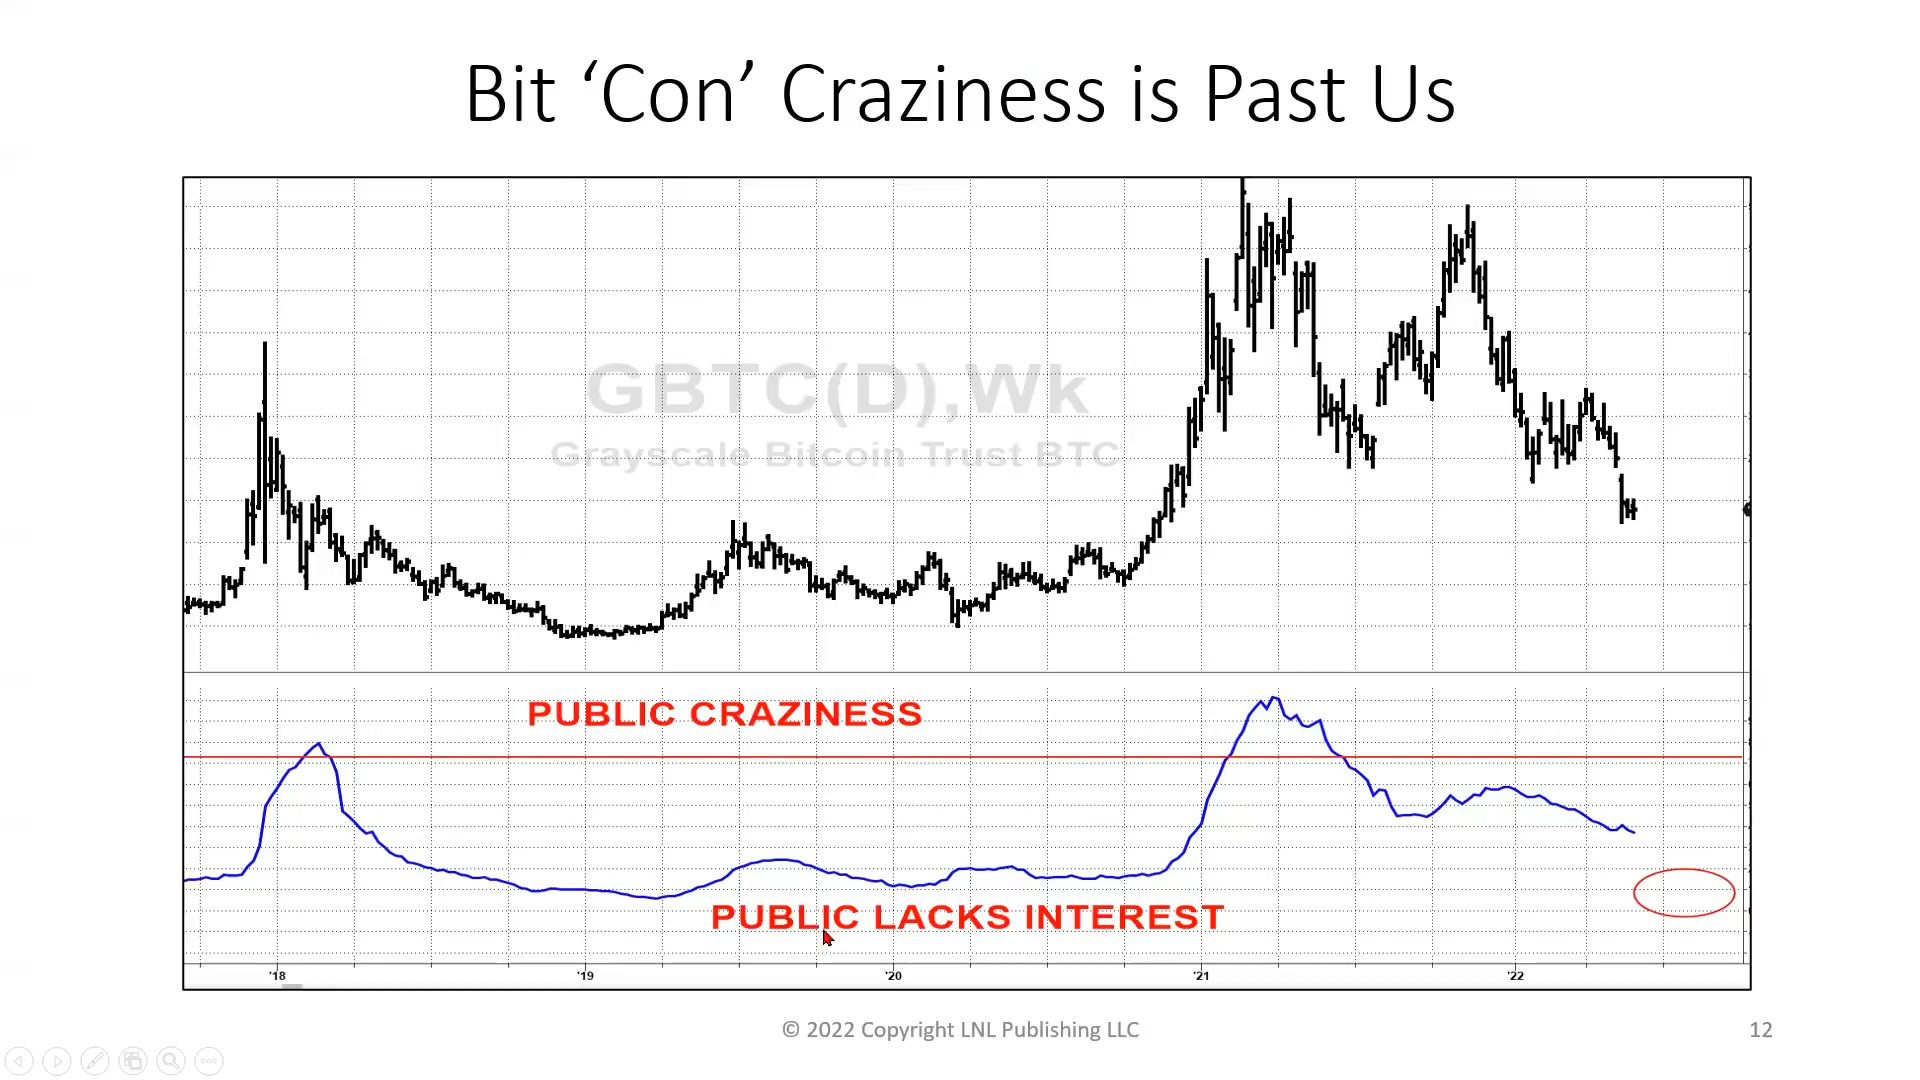 Bit ‘Con’ Craziness is Past Us
GBTC(D),Wk
Grayscale Bitcoin Trust BTC
PUBLIC CRAZINESS
PUBLIC LACKS INTEREST
'18 '19 '20 '21 '22
© 2022 Copyright LNL Publishing LLC
12